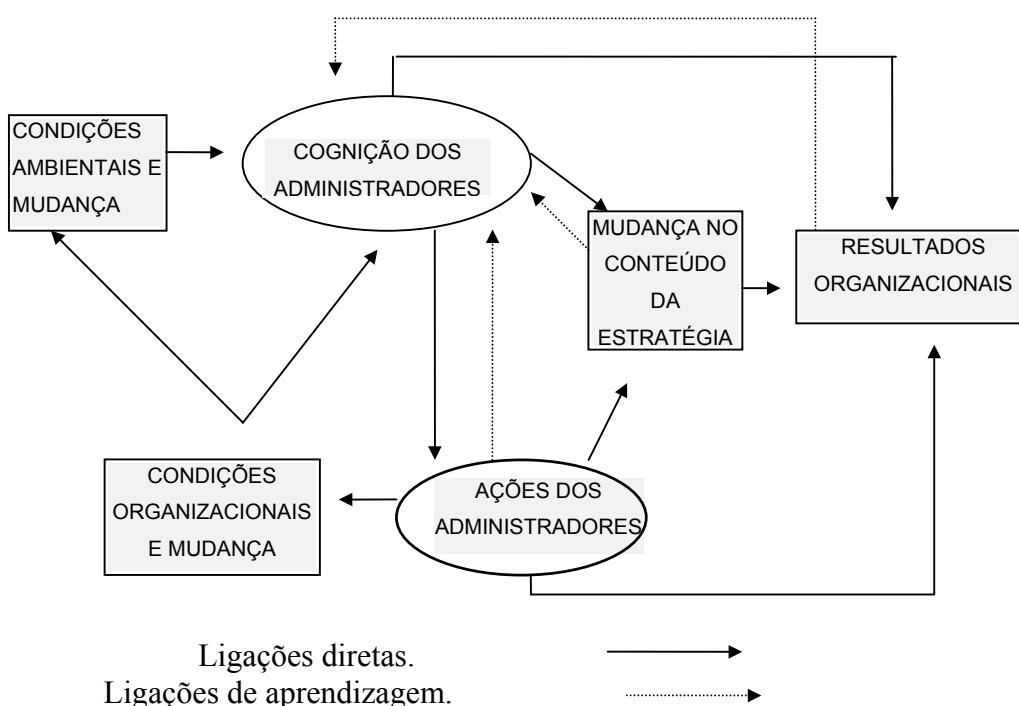 CONDIÇÕES
AMBIENTAIS E
MUDANÇA
COGNIÇÃO DOS
ADMINISTRADORES
MUDANÇA NO
CONTEÚDO
DA
ESTRATÉGIA
RESULTADOS
ORGANIZACIONAIS
CONDIÇÕES
ORGANIZACIONAIS
E MUDANÇA
AÇÕES DOS
ADMINISTRADORES
Ligações diretas.
Ligações de aprendizagem.